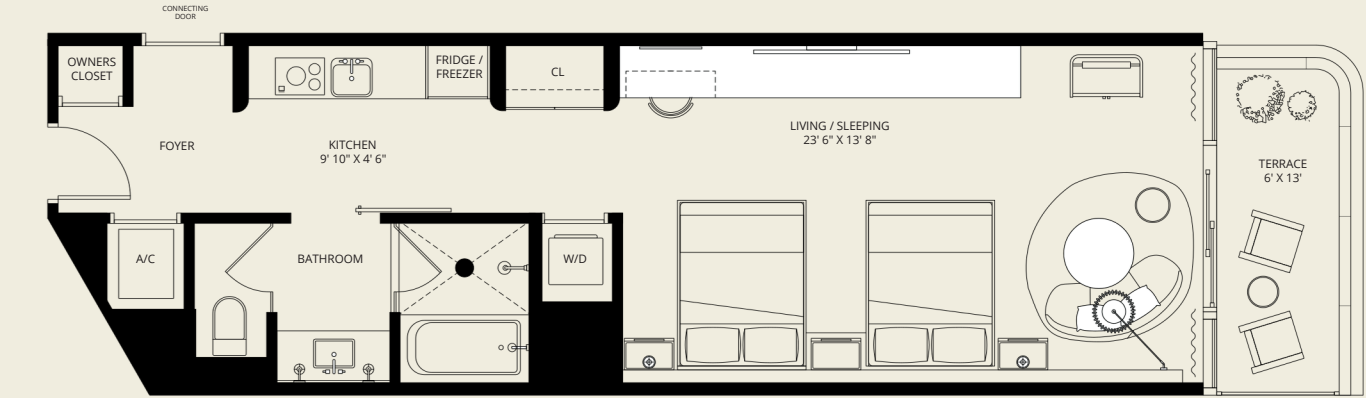 CONNECTING
DOOR
OWNERS
CLOSET
FRIDGE /
FREEZER
CL
FOYER
KITCHEN
9' 10" X 4' 6"
LIVING / SLEEPING
23' 6" X 13' 8"
TERRACE
6' X 13'
A/C
BATHROOM
W/D